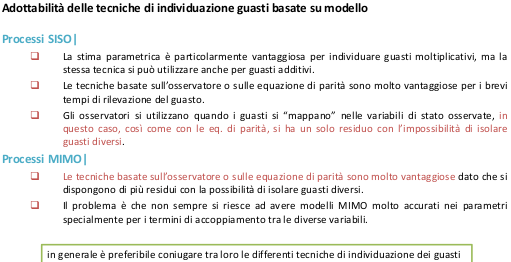 Adottabilità delle tecniche di individuazione guasti basate su modello
Processi SISO|
❑ La stima parametrica è particolarmente vantaggiosa per individuare guasti moltiplicativi, ma la
stessa tecnica si può utilizzare anche per guasti additivi.
❑ Le tecniche basate sull'osservatore o sulle equazione di parità sono molto vantaggiose per i brevi
tempi di rilevazione del guasto.
❑ Gli osservatori si utilizzano quando i guasti si "mappano" nelle variabili di stato osservate, in
questo caso, così come con le eq. di parità, si ha un solo residuo con l'impossibilità di isolare
guasti diversi.
Processi MIMO|
❑ Le tecniche basate sull'osservatore o sulle equazione di parità sono molto vantaggiose dato che si
dispongono di più residui con la possibilità di isolare guasti diversi.
❑ Il problema è che non sempre si riesce ad avere modelli MIMO molto accurati nei parametri
specialmente per i termini di accoppiamento tra le diverse variabili.
in generale è preferibile coniugare tra loro le differenti tecniche di individuazione dei guasti